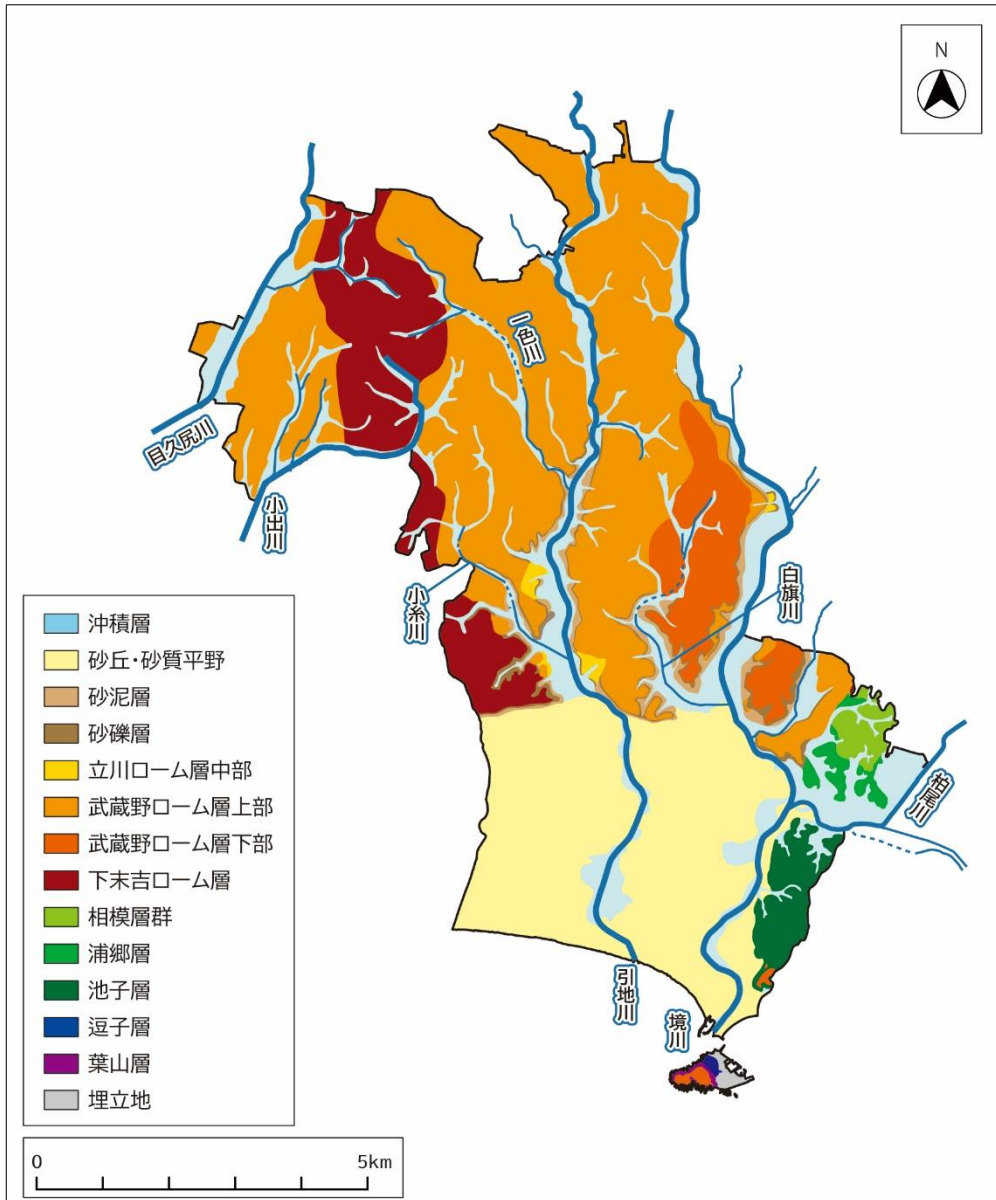 N
一色川
目久尻川
小出川
小糸川
白旗川
柏尾川
引地川
境川
沖積層
砂丘・砂質平野
砂泥層
砂礫層
立川ローム層中部
武蔵野ローム層上部
武蔵野ローム層下部
下末吉ローム層
相模層群
浦郷層
池子層
逗子層
葉山層
埋立地
0 5km